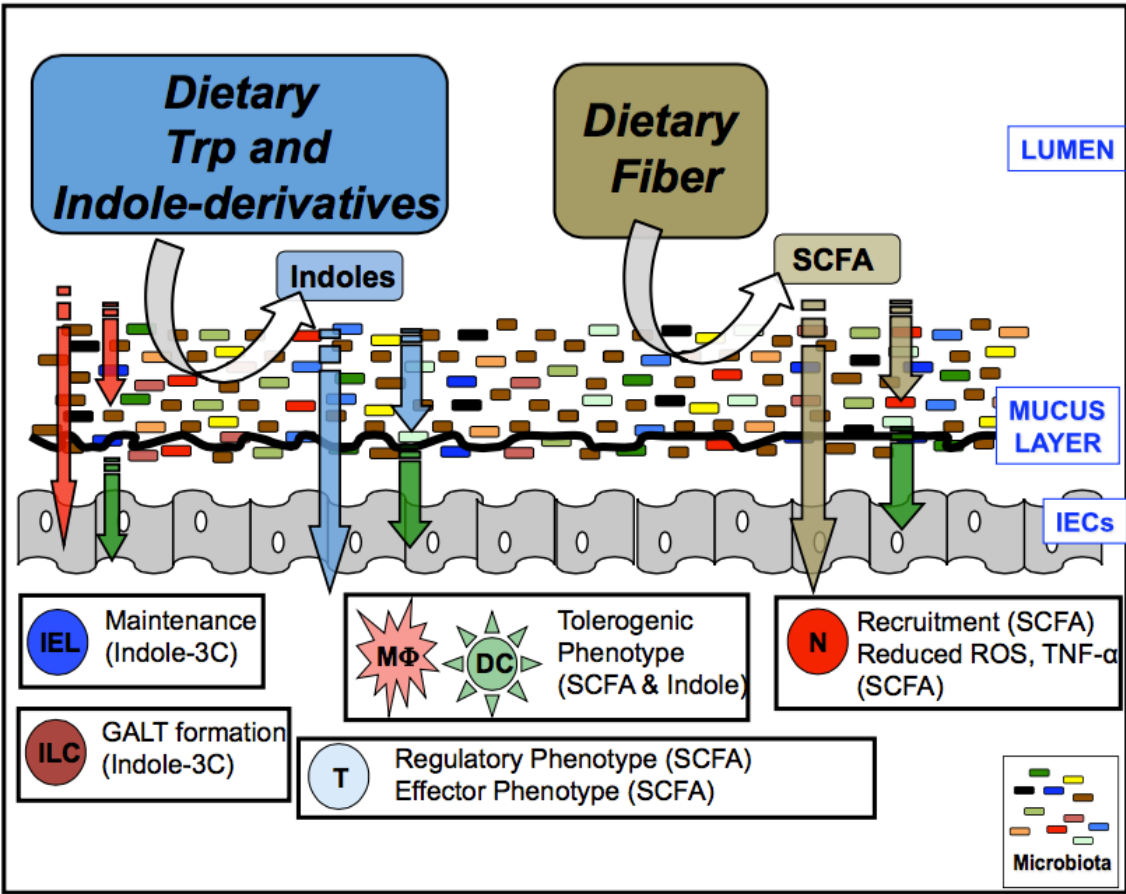 Dietary
Trp and
Indole-derivatives
Dietary
Fiber
LUMEN
Indoles
SCFA
MUCUS
LAYER
IECs
IEL
Maintenance
(Indole-3C)
MΦ
DC
Tolerogenic
Phenotype
(SCFA & Indole)
N
Recruitment (SCFA)
Reduced ROS, TNF-α
(SCFA)
ILC
GALT formation
(Indole-3C)
T
Regulatory Phenotype (SCFA)
Effector Phenotype (SCFA)
Microbiota